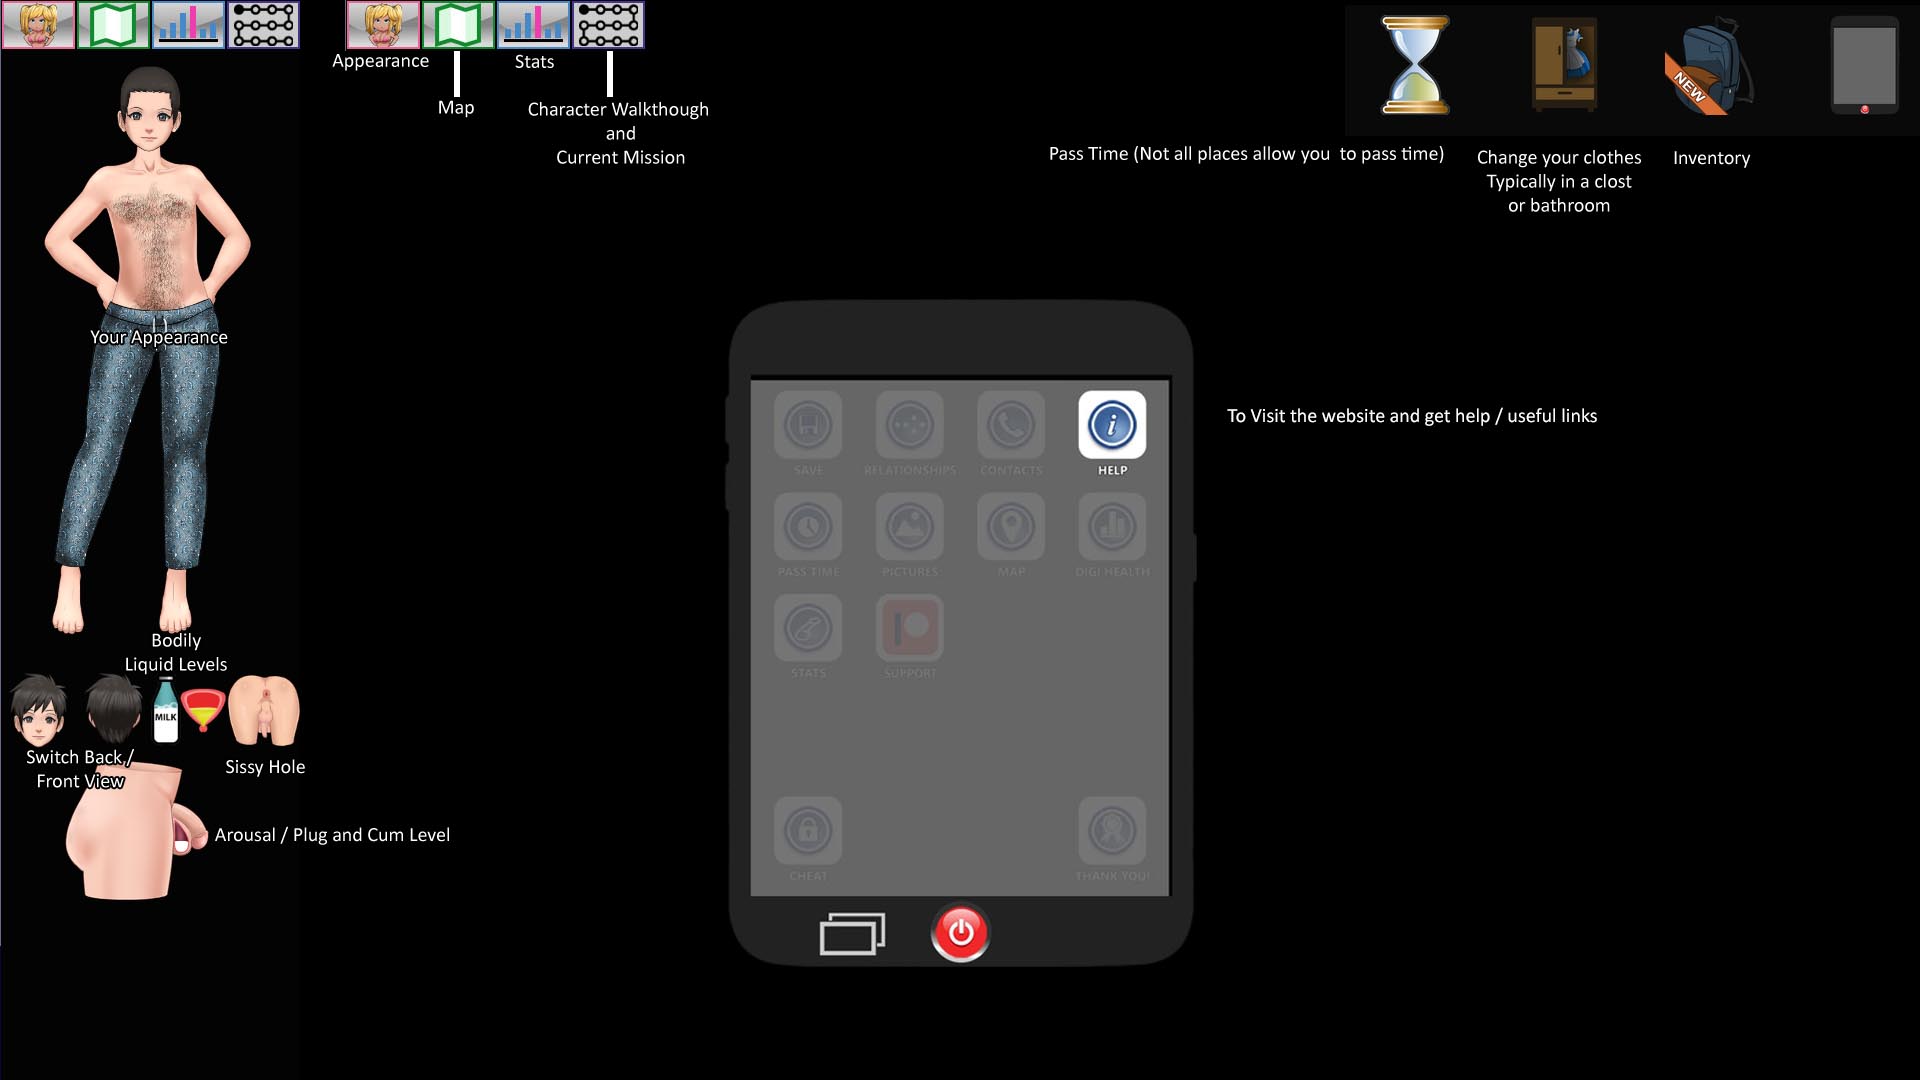 Appearance
Stats
Map
Character Walkthough
and
Current Mission
Pass Time (Not all places allow you  to pass time)
Change your clothes
Typically in a clost
or bathroom
NEW
Inventory
Your Appearance
To Visit the website and get help / useful links
SAVE
RELATIONSHIPS
CONTACTS
HELP
PASS TIME
PICTURES
MAP
DIGI HEALTH
STATS
SUPPORT
CHEAT
THANK YOU!
Bodily
Liquid Levels
MILK
Switch Back /
Front View
Sissy Hole
Arousal / Plug and Cum Level